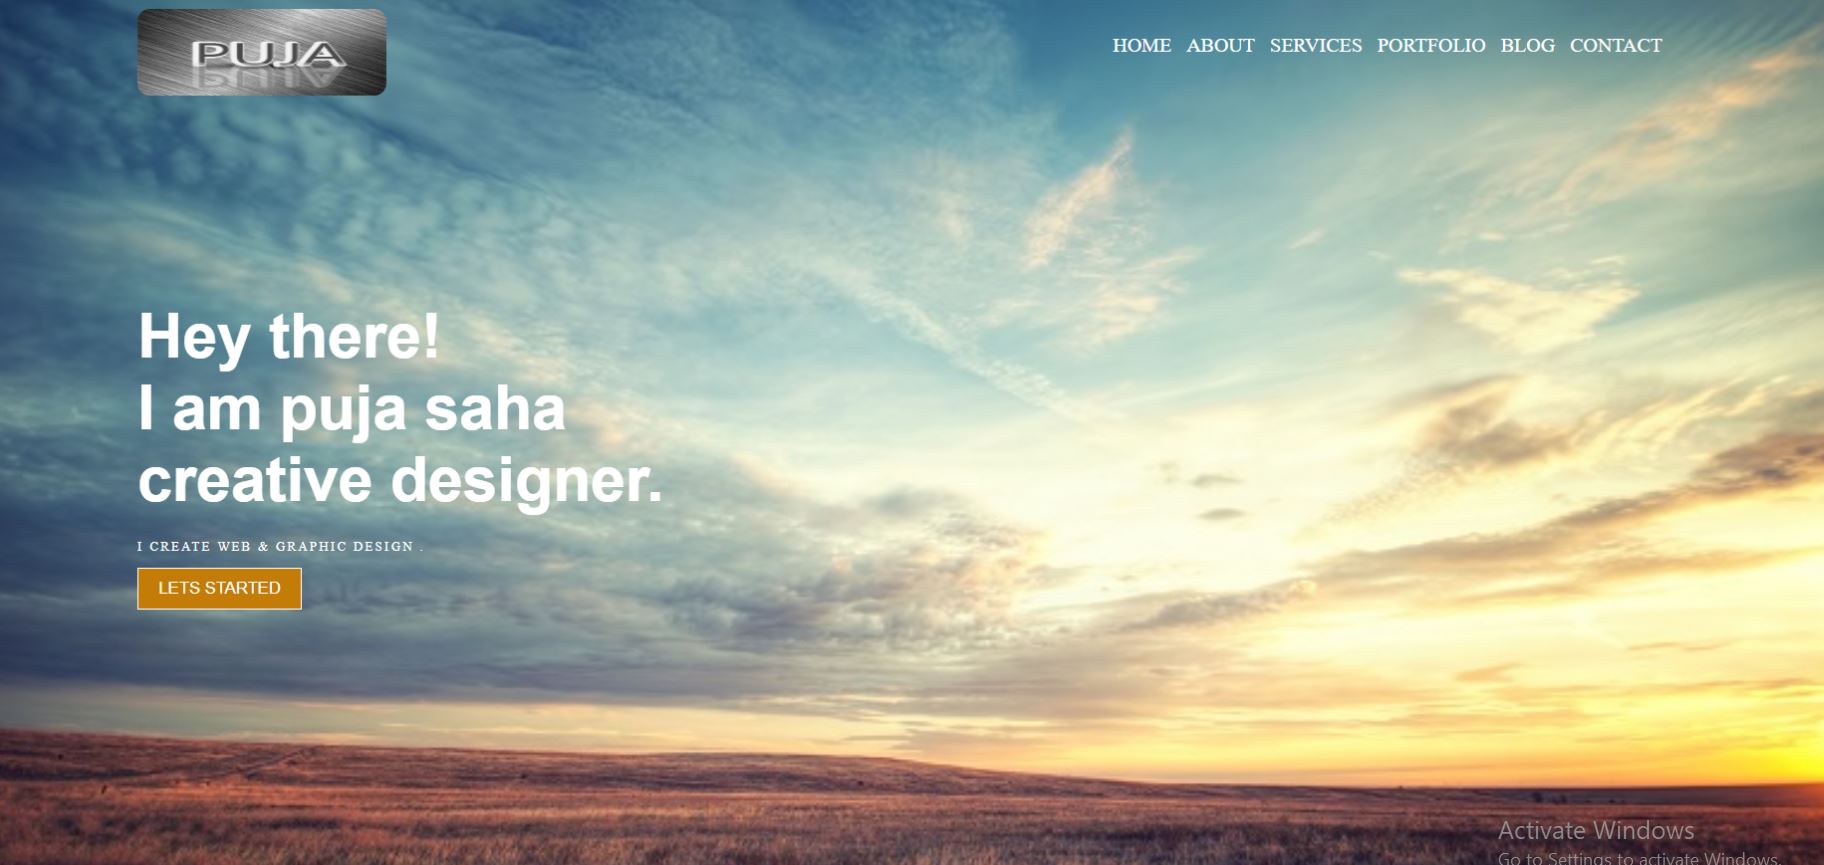 PUJA
HOME ABOUT SERVICES PORTFOLIO BLOG CONTACT
Hey there!
I am puja saha
creative designer.
I CREATE WEB & GRAPHIC DESIGN .
LETS STARTED
Activate Windows
Go to Settings to activate Windows.